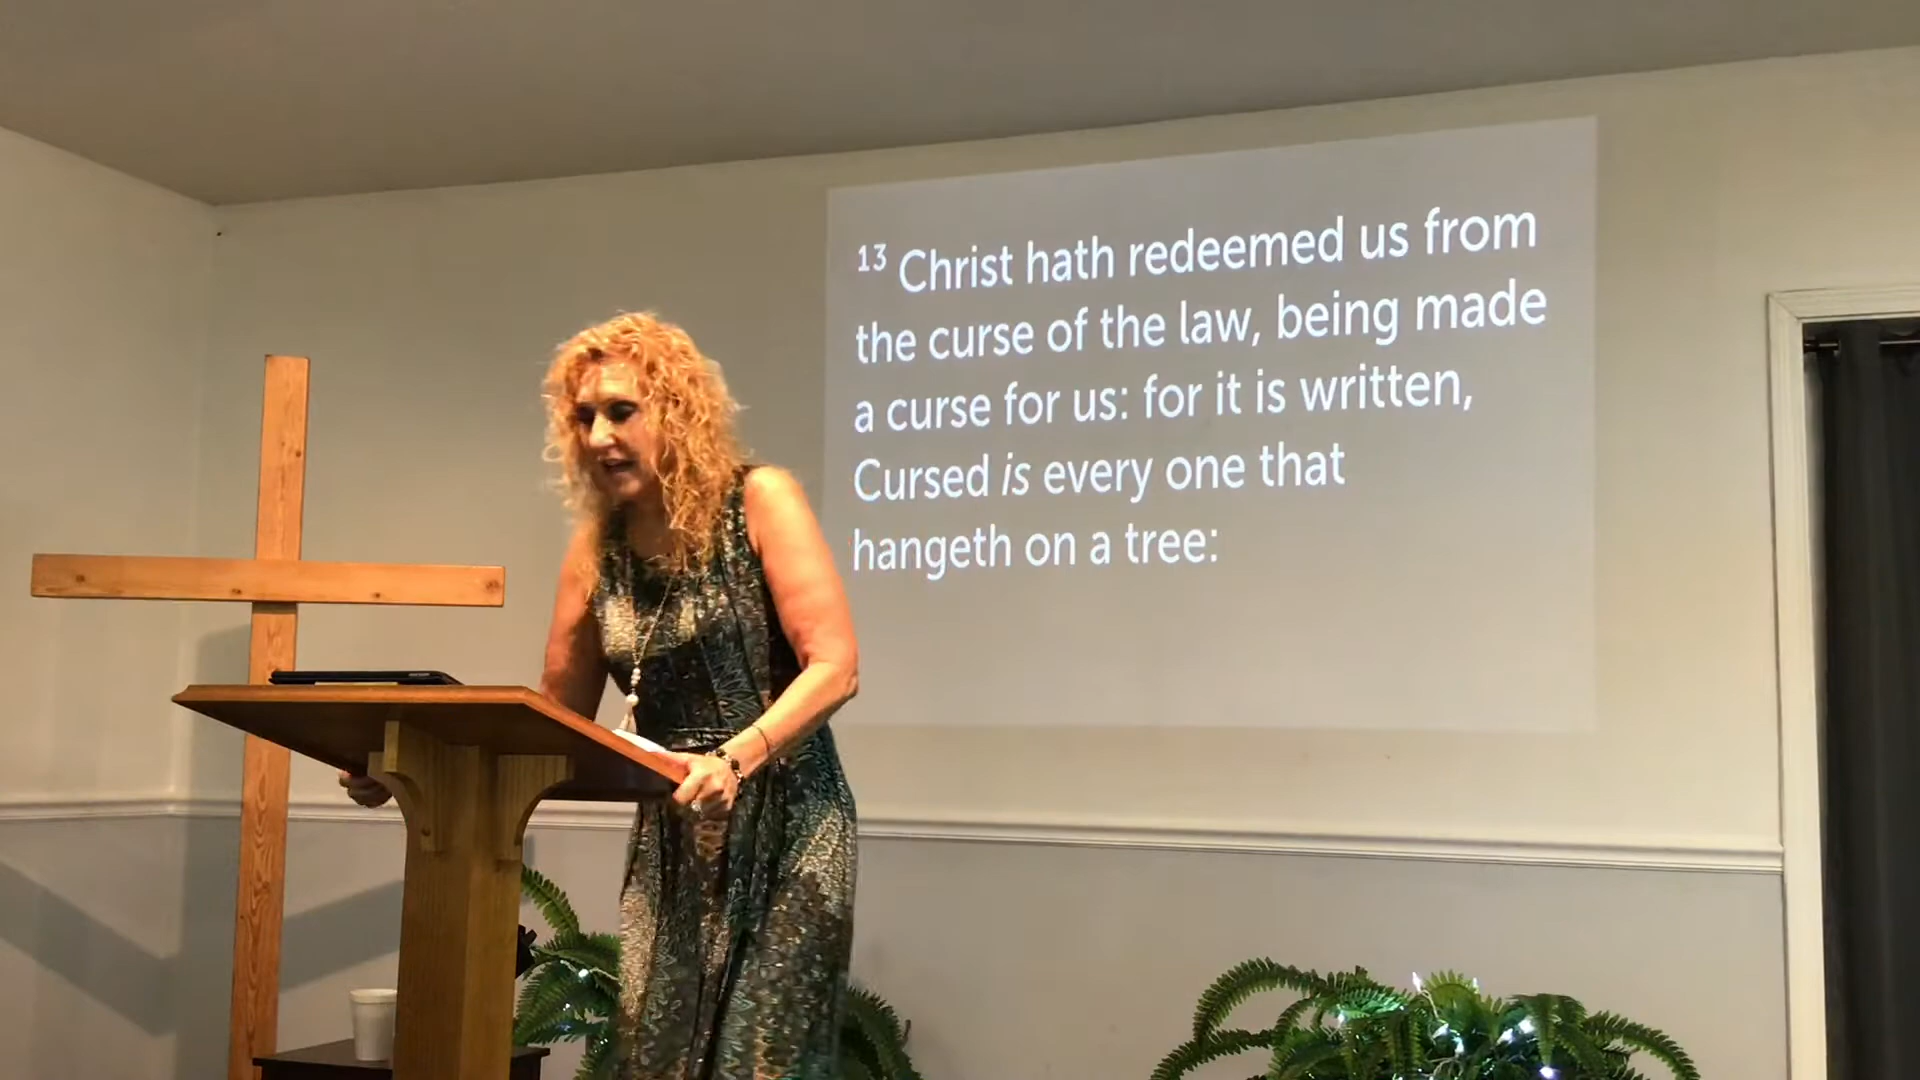 13 Christ hath redeemed us from
the curse of the law, being made
a curse for us: for it is written,
Cursed is every one that
hangeth on a tree: